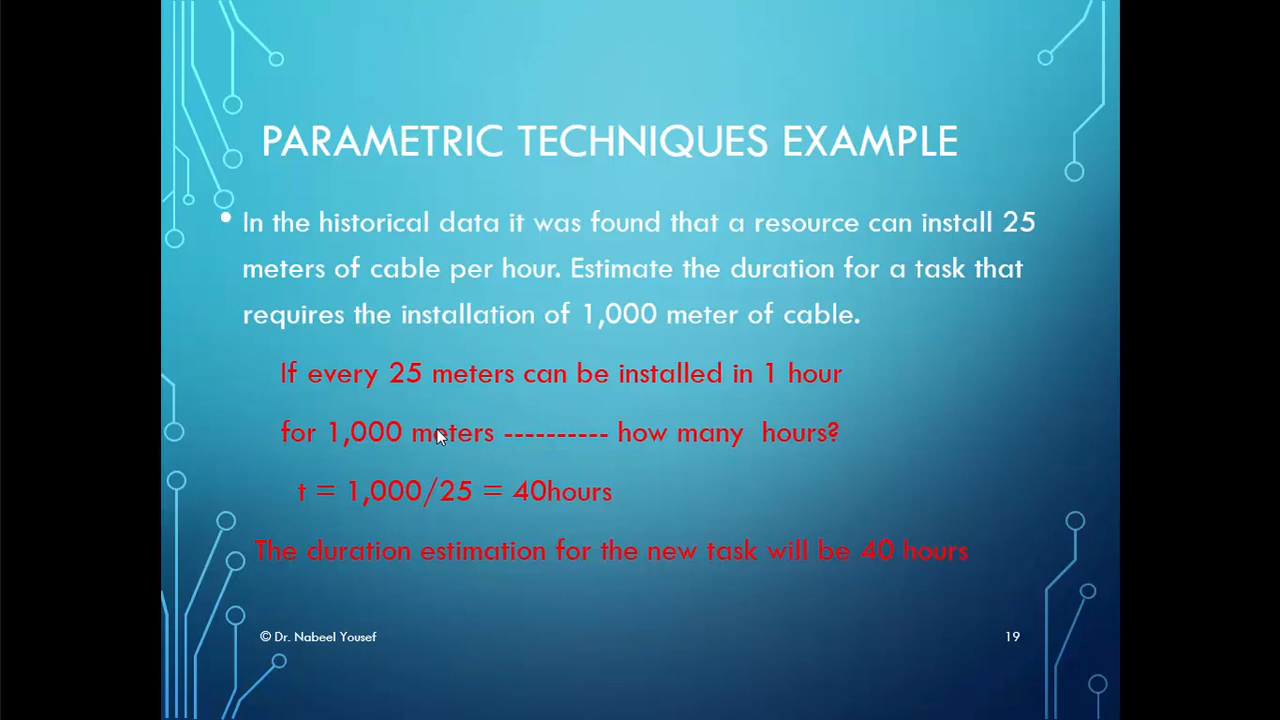 PARAMETRIC TECHNIQUES EXAMPLE
• In the historical data it was found that a resource can install 25
meters of cable per hour. Estimate the duration for a task that
requires the installation of 1,000 meter of cable.
If every 25 meters can be installed in 1 hour
for 1,000 meters ---------- how many hours?
t = 1,000/25 = 40hours
The duration estimation for the new task will be 40 hours
© Dr. Nabeel Yousef
19